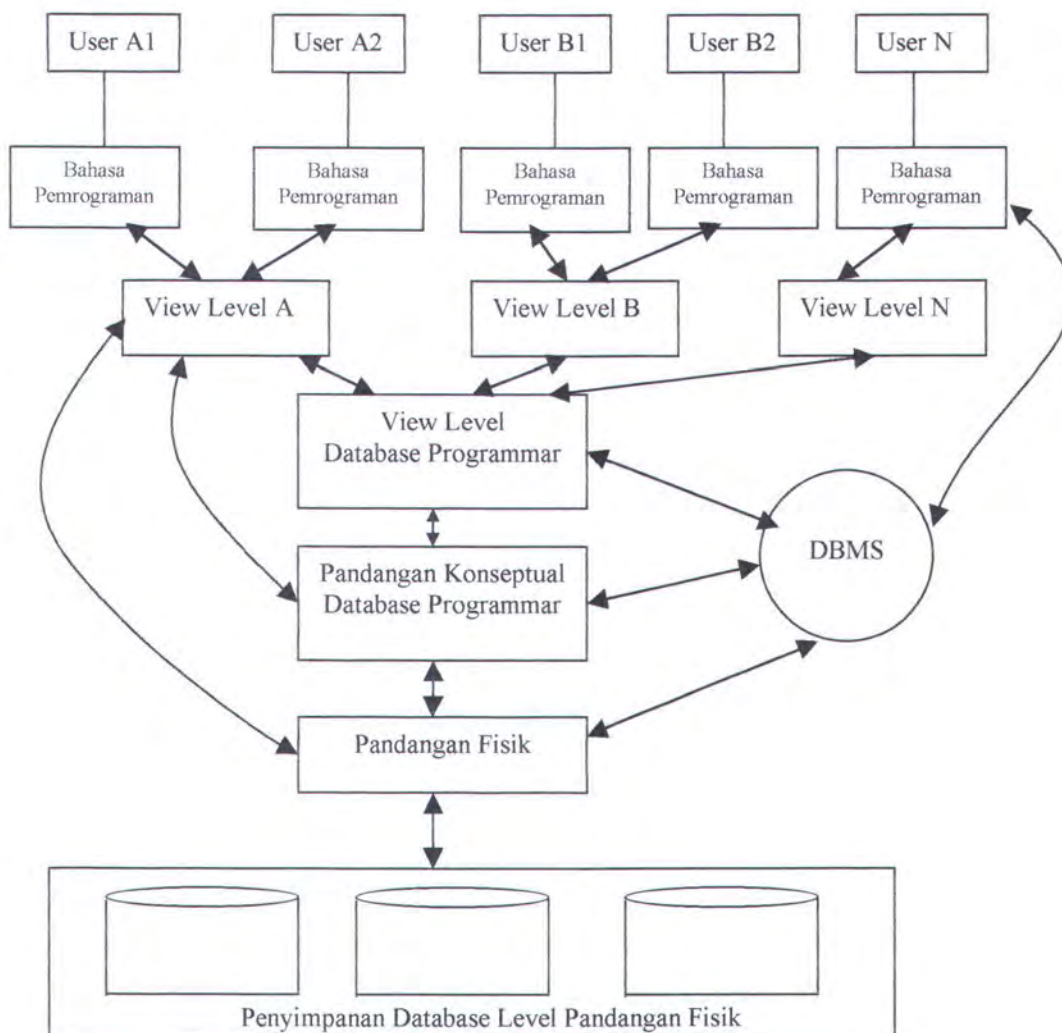 User A1
User A2
User B1
User B2
User N
Bahasa
Pemrograman
Bahasa
Pemrograman
Bahasa
Pemrograman
Bahasa
Pemrograman
Bahasa
Pemrograman
View Level A
View Level B
View Level N
View Level
Database Programmar
DBMS
Pandangan Konseptual
Database Programmar
Pandangan Fisik
Penyimpanan Database Level Pandangan Fisik